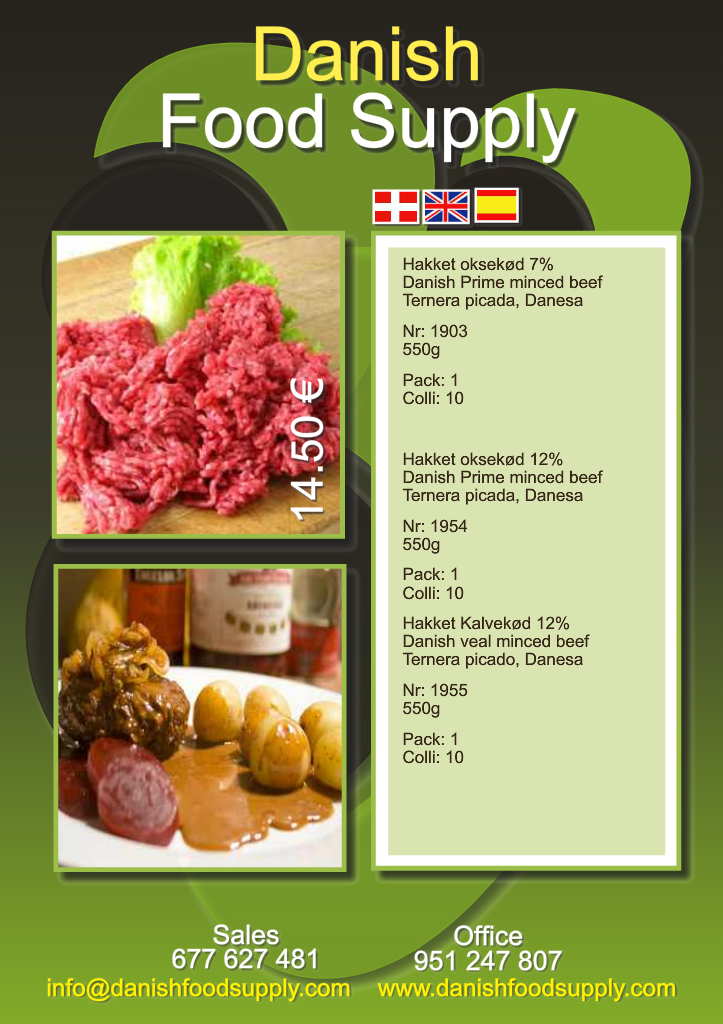 Danish
Food Supply
Hakket oksekød 7%
Danish Prime minced beef
Ternera picada, Danesa
Nr: 1903
550g
Pack: 1
Colli: 10
14.50 €
Hakket oksekød 12%
Danish Prime minced beef
Ternera picada, Danesa
Nr: 1954
550g
Pack: 1
Colli: 10
Hakket Kalvekød 12%
Danish veal minced beef
Ternera picado, Danesa
Nr: 1955
550g
Pack: 1
Colli: 10
Sales
677 627 481
Office
951 247 807
info@danishfoodsupply.com
www.danishfoodsupply.com